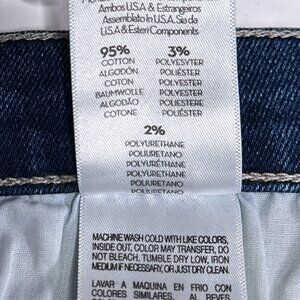 Ambos U.S.A & Estrangeiros
Assemblato In U.S.A. Sia da
U.S.A & Esteri Components
95% 3%
COTTON POLYESYTER
ALGODÓN POLIÉSTER
COTON POLYESTER
BAUMWOLLE POLYESTER
ALGODÃO POLIÉSTERE
COTONE POLIESTERE
2%
POLYURETHANE
POLIURETANO
POLYURÉTHANE
POLYURETHAN
POLIURETANO
POLIURETANO
MACHINE WASH COLD WITH LIKE COLORS,
INSIDE OUT, COLOR MAY TRANSFER, DO
NOT BLEACH. TUMBLE DRY LOW, IRON
MEDIUM IF NECESSARY, OR JUST DRY CLEAN.
LAVAR A MAQUINA EN FRIO CON
COLORES SIMILARES, AL REVES